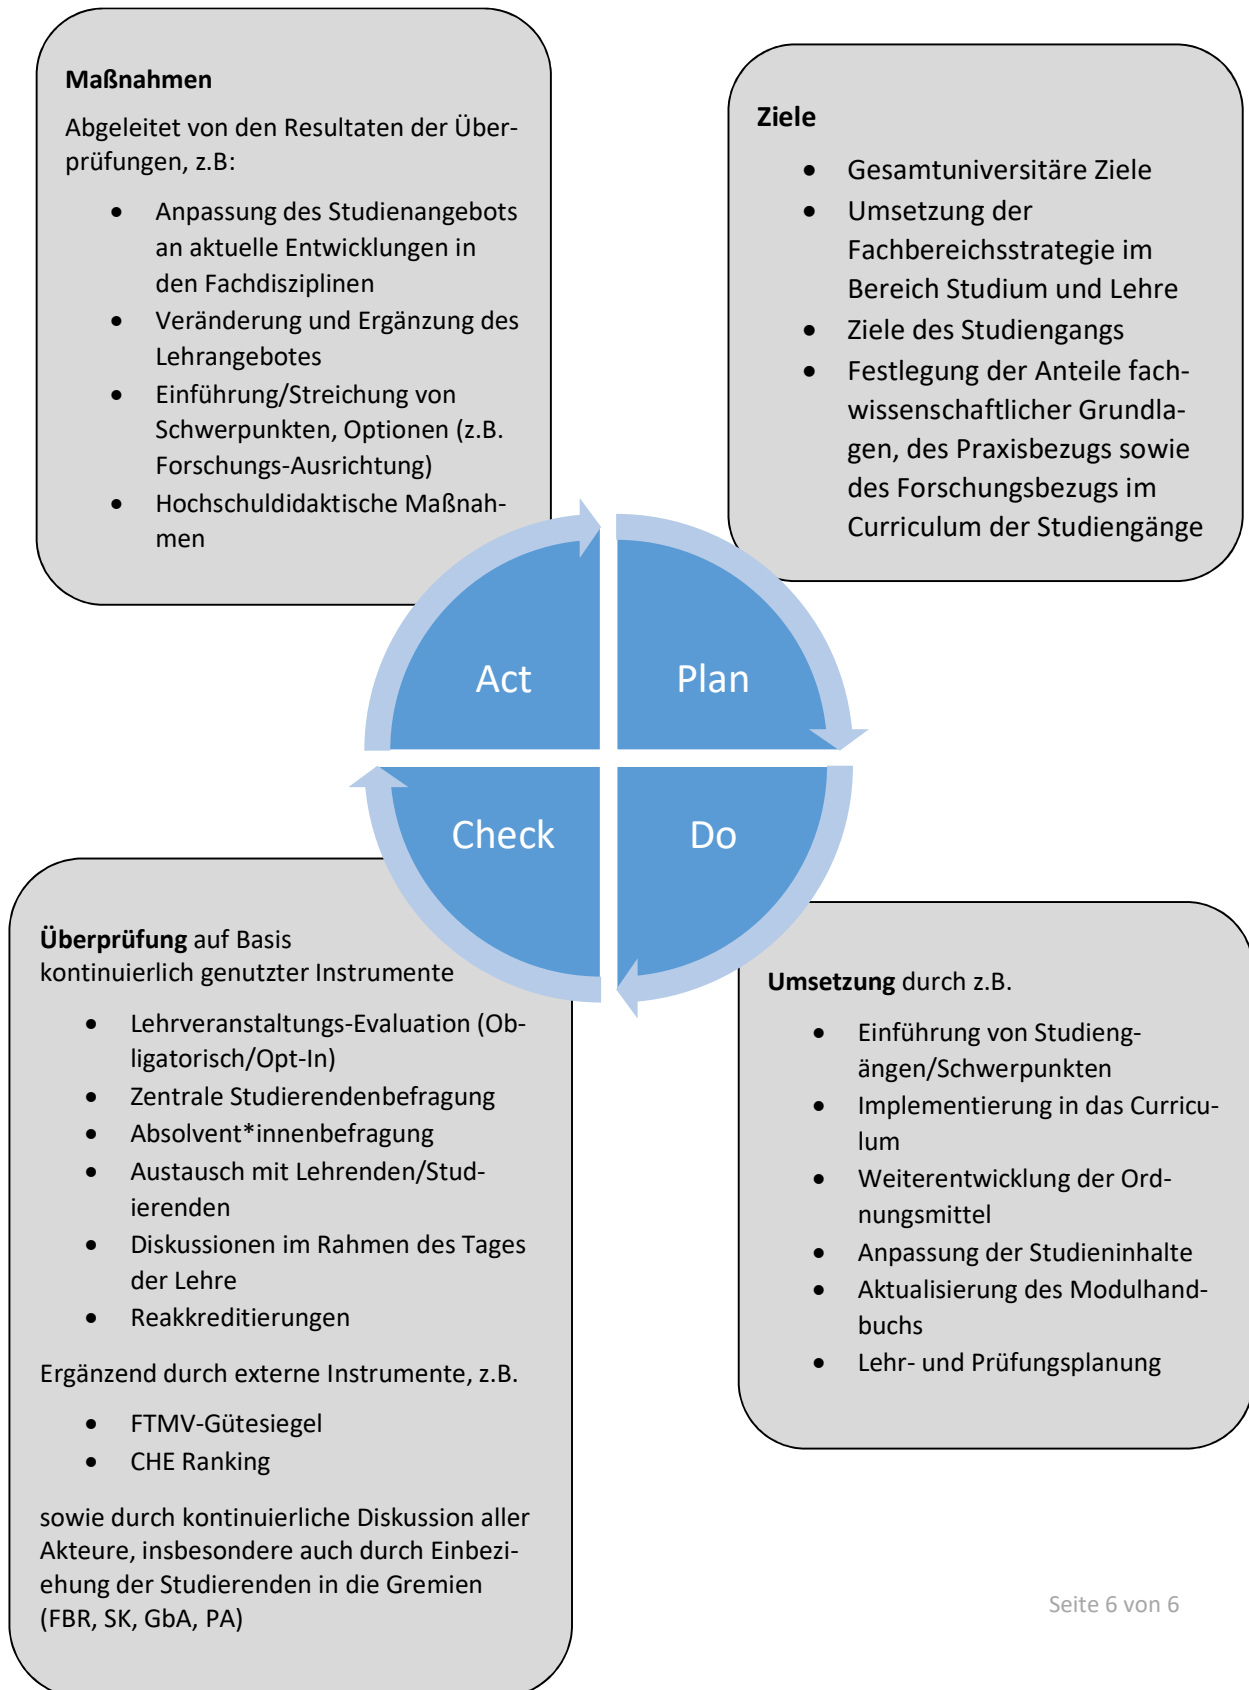 Maßnahmen
Abgeleitet von den Resultaten der Über-
prüfungen, z.B:
• Anpassung des Studienangebots
an aktuelle Entwicklungen in
den Fachdisziplinen
• Veränderung und Ergänzung des
Lehrangebotes
• Einführung/Streichung von
Schwerpunkten, Optionen (z.B.
Forschungs-Ausrichtung)
• Hochschuldidaktische Maßnah-
men
Ziele
• Gesamtuniversitäre Ziele
• Umsetzung der
Fachbereichsstrategie im
Bereich Studium und Lehre
• Ziele des Studiengangs
• Festlegung der Anteile fach-
wissenschaftlicher Grundla-
gen, des Praxisbezugs sowie
des Forschungsbezugs im
Curriculum der Studiengänge
Act
Plan
Check
Do
Überprüfung auf Basis
kontinuierlich genutzter Instrumente
• Lehrveranstaltungs-Evaluation (Ob-
ligatorisch/Opt-In)
• Zentrale Studierendenbefragung
• Absolvent*innenbefragung
• Austausch mit Lehrenden/Stud-
ierenden
• Diskussionen im Rahmen des Tages
der Lehre
• Reakkreditierungen
Ergänzend durch externe Instrumente, z.B.
• FTMV-Gütesiegel
• CHE Ranking
sowie durch kontinuierliche Diskussion aller
Akteure, insbesondere auch durch Einbezi-
ehung der Studierenden in die Gremien
(FBR, SK, GbA, PA)
Umsetzung durch z.B.
• Einführung von Studieng-
ängen/Schwerpunkten
• Implementierung in das Curricu-
lum
• Weiterentwicklung der Ord-
nungsmittel
• Anpassung der Studieninhalte
• Aktualisierung des Modulhand-
buchs
• Lehr- und Prüfungsplanung
Seite 6 von 6